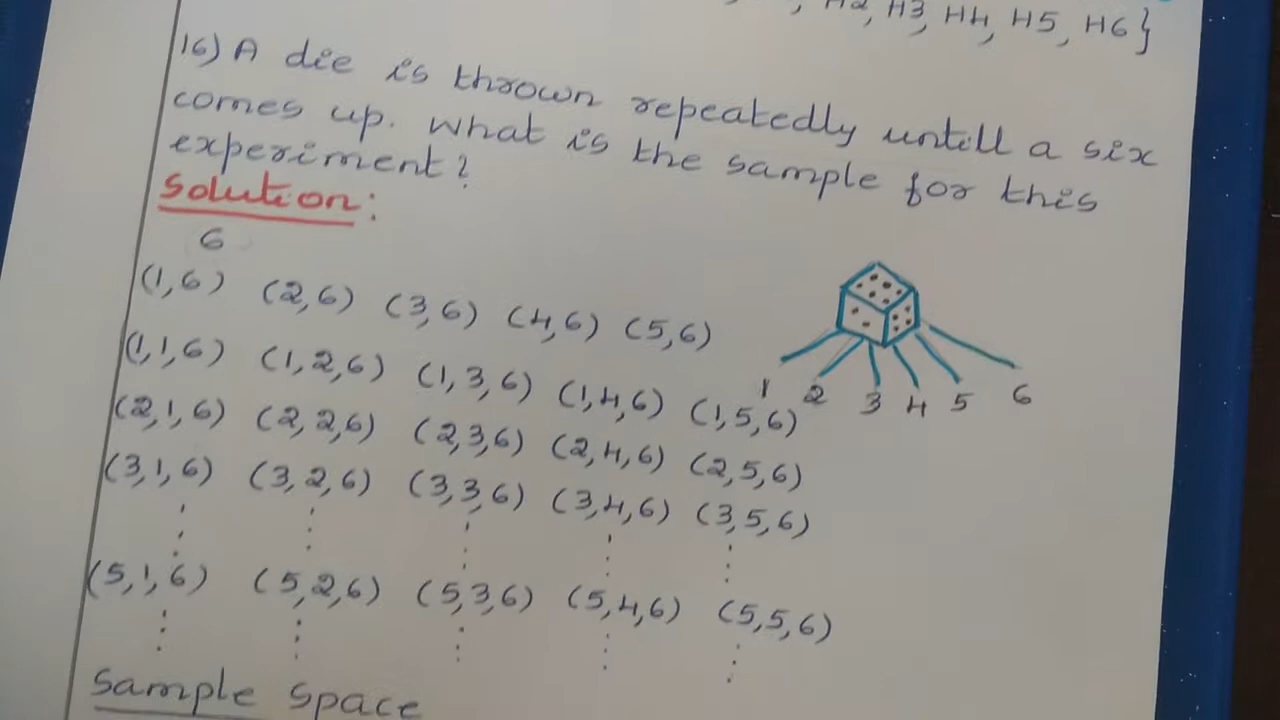 H2, H3, H4, H5, H6}
16) A die is thrown repeatedly untill a six
comes up. What is the sample for this
experiment?
Solution:
6
(1,6) (2,6) (3,6) (4,6) (5,6)
(1,1,6) (1,2,6) (1,3,6) (1,4,6) (1,5,6)
(2,1,6) (2,2,6) (2,3,6) (2,4,6) (2,5,6)
(3,1,6) (3,2,6) (3,3,6) (3,4,6) (3,5,6)
(5,1,6) (5,2,6) (5,3,6) (5,4,6) (5,5,6)
1 2 3 4 5 6
Sample space